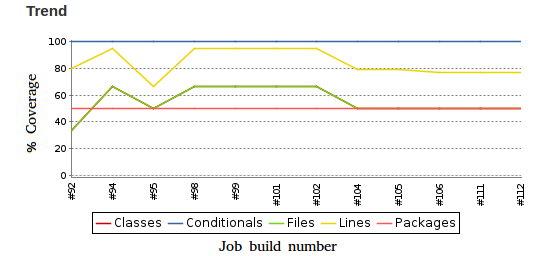 Trend
100
80
60
40
20
0
% Coverage
#92 #94 #95 #98 #99 #101 #102 #104 #105 #106 #111 #112
Classes Conditionals Files Lines Packages
Job build number